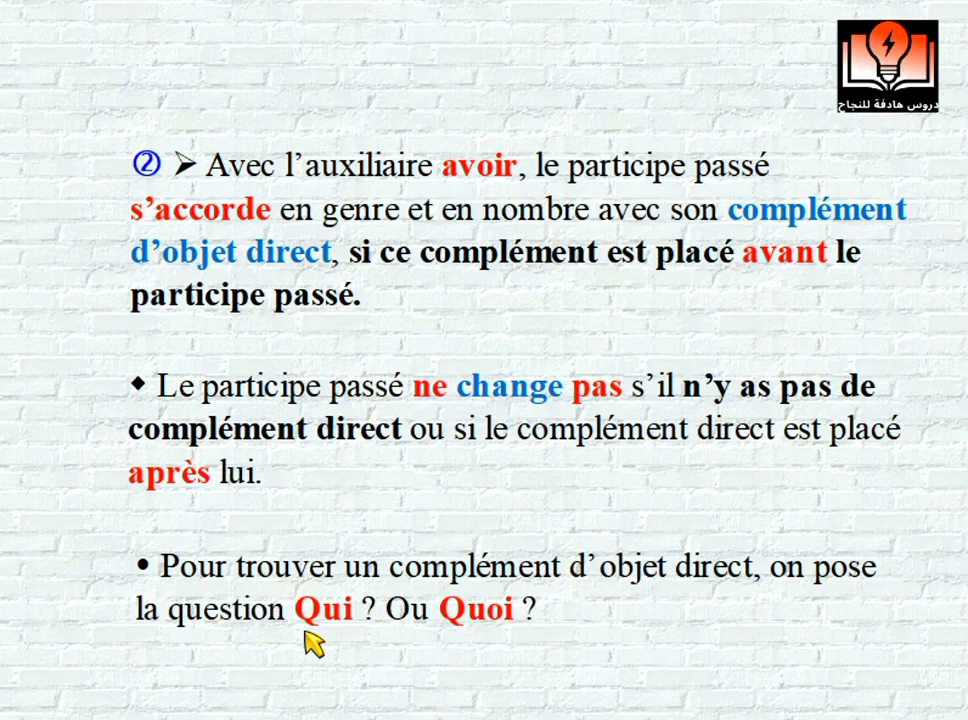 دروس هادفة للنجاح
② ➤ Avec l’auxiliaire avoir, le participe passé
s’accorde en genre et en nombre avec son complément
d’objet direct, si ce complément est placé avant le
participe passé.
◆ Le participe passé ne change pas s’il n’y as pas de
complément direct ou si le complément direct est placé
après lui.
• Pour trouver un complément d’objet direct, on pose
la question Qui ? Ou Quoi ?